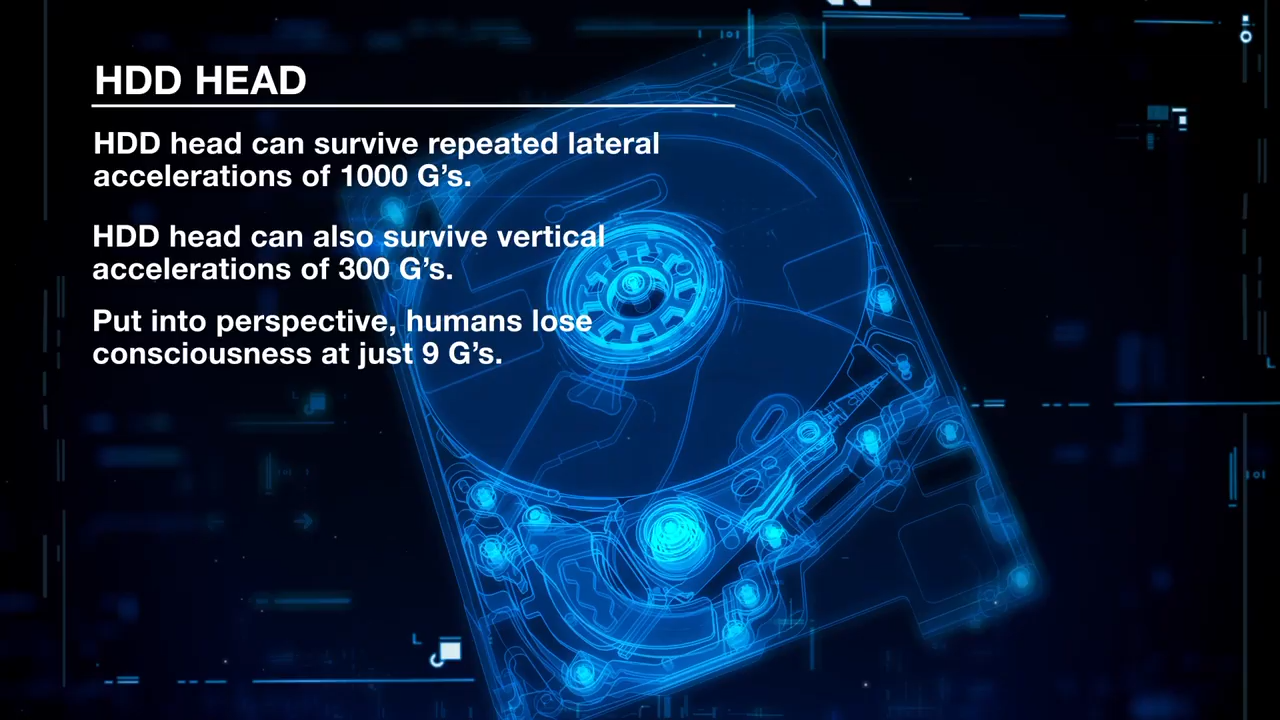 HDD HEAD
HDD head can survive repeated lateral
accelerations of 1000 G’s.
HDD head can also survive vertical
accelerations of 300 G’s.
Put into perspective, humans lose
consciousness at just 9 G’s.